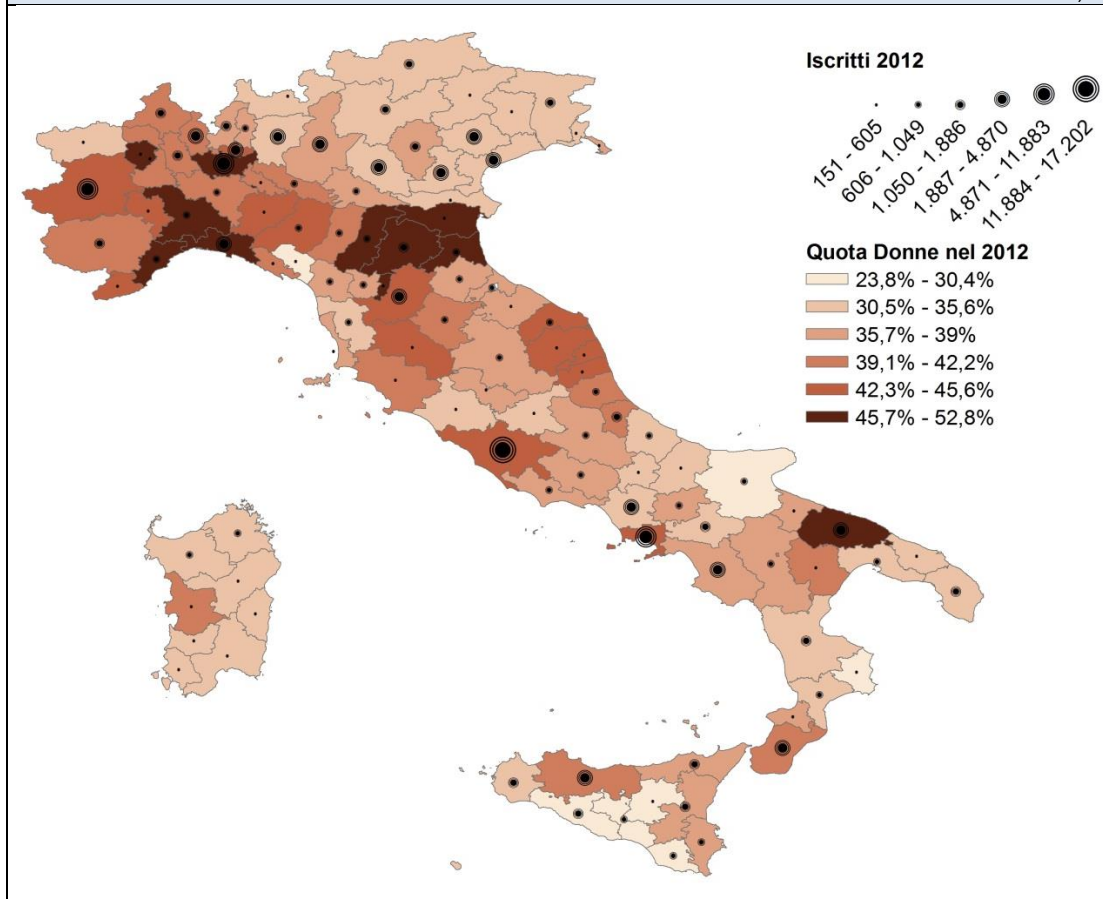 Iscritti 2012
151 - 605
606 - 1.049
1.050 - 1.886
1.887 - 4.870
4.871 - 11.883
11.884 - 17.202
Quota Donne nel 2012
23,8% - 30,4%
30,5% - 35,6%
35,7% - 39%
39,1% - 42,2%
42,3% - 45,6%
45,7% - 52,8%